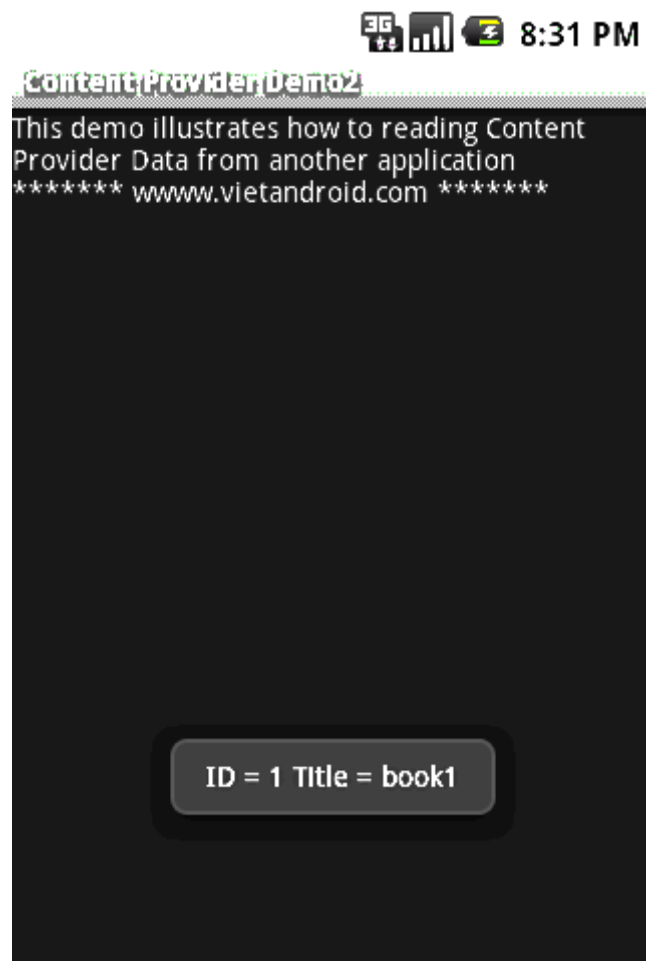 3G
8:31 PM
Content Provider Demo2
This demo illustrates how to reading Content
Provider Data from another application
******* wwww.vietandroid.com *******
ID = 1 TItle = book1